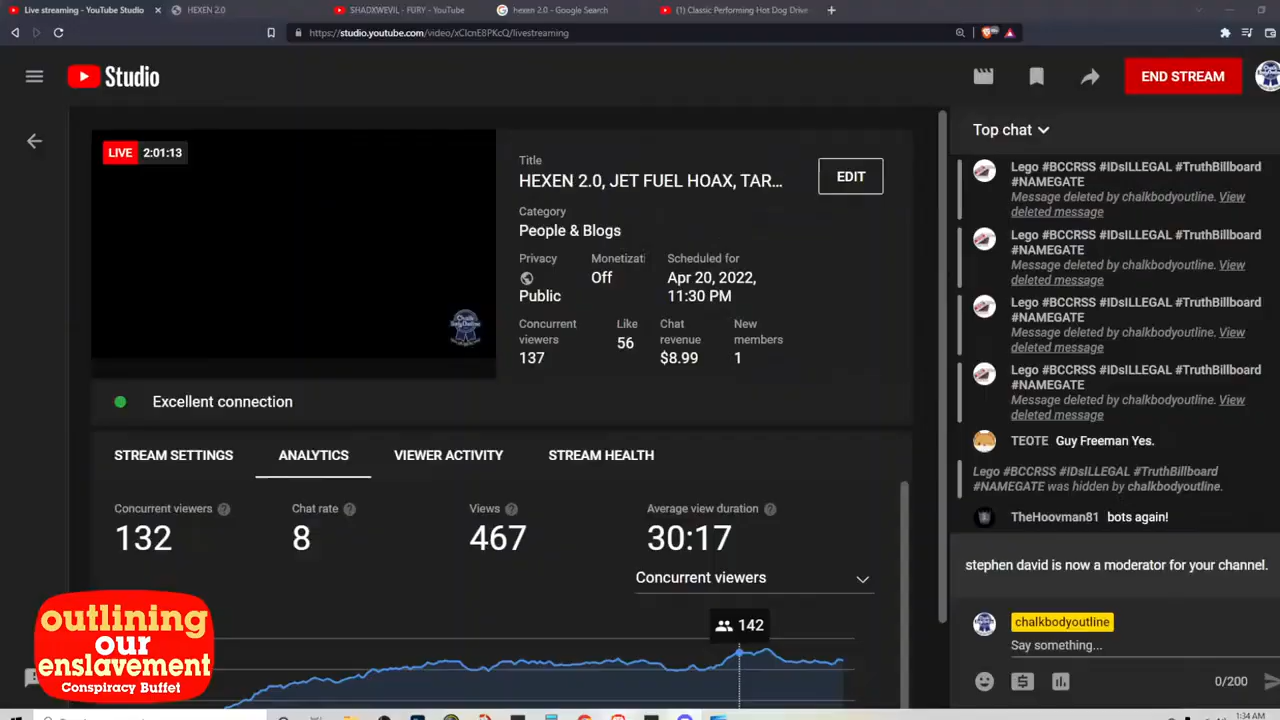 Live streaming - YouTube Studio
HEXEN 2.0
SHADXWEVIL - FURY - YouTube
hexen 2.0 - Google Search
(1) Classic Performing Hot Dog Drive
https://studio.youtube.com/video/xCIcnE8PKcQ/livestreaming
Studio
END STREAM
LIVE 2:01:13
Title
HEXEN 2.0, JET FUEL HOAX, TAR...
EDIT
Category
People & Blogs
Privacy
Public
Monetizati
Off
Scheduled for
Apr 20, 2022,
11:30 PM
Concurrent
viewers
137
Like
56
Chat
revenue
$8.99
New
members
1
Excellent connection
STREAM SETTINGS
ANALYTICS
VIEWER ACTIVITY
STREAM HEALTH
Concurrent viewers
132
Chat rate
8
Views
467
Average view duration
30:17
Concurrent viewers
142
outlining
our
enslavement
Conspiracy Buffet
Top chat
Lego #BCCRSS #IDsILLEGAL #TruthBillboard
#NAMEGATE
Message deleted by chalkbodyoutline. View
deleted message
Lego #BCCRSS #IDsILLEGAL #TruthBillboard
#NAMEGATE
Message deleted by chalkbodyoutline. View
deleted message
Lego #BCCRSS #IDsILLEGAL #TruthBillboard
#NAMEGATE
Message deleted by chalkbodyoutline. View
deleted message
Lego #BCCRSS #IDsILLEGAL #TruthBillboard
#NAMEGATE
Message deleted by chalkbodyoutline. View
deleted message
TEOTE Guy Freeman Yes.
Lego #BCCRSS #IDsILLEGAL #TruthBillboard
#NAMEGATE was hidden by chalkbodyoutline.
TheHoovman81 bots again!
stephen david is now a moderator for your channel.
chalkbodyoutline
Say something...
0/200
1:34 AM